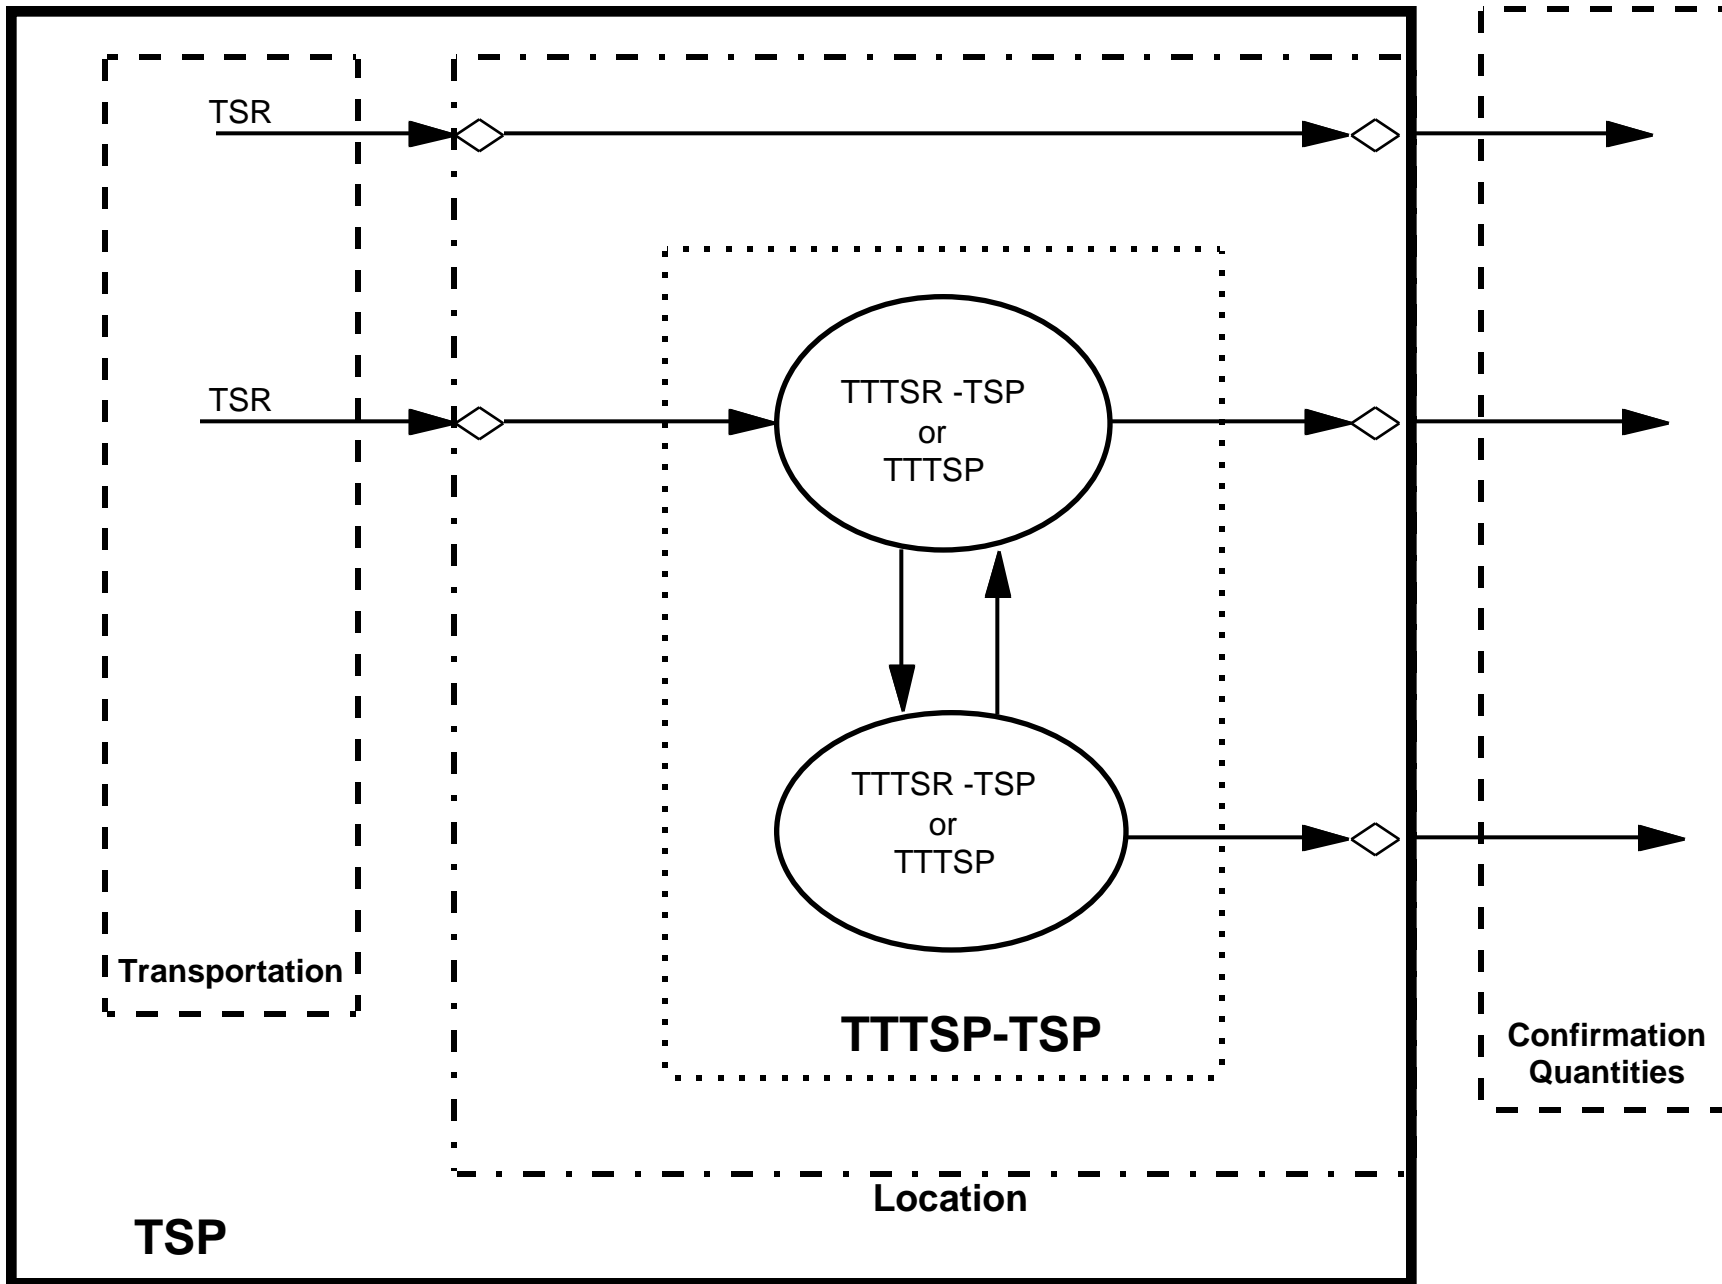 TSR
TSR
TTTSR -TSP
or
TTTSP
TTTSR -TSP
or
TTTSP
Transportation
TTTSP-TSP
Confirmation
Quantities
Location
TSP